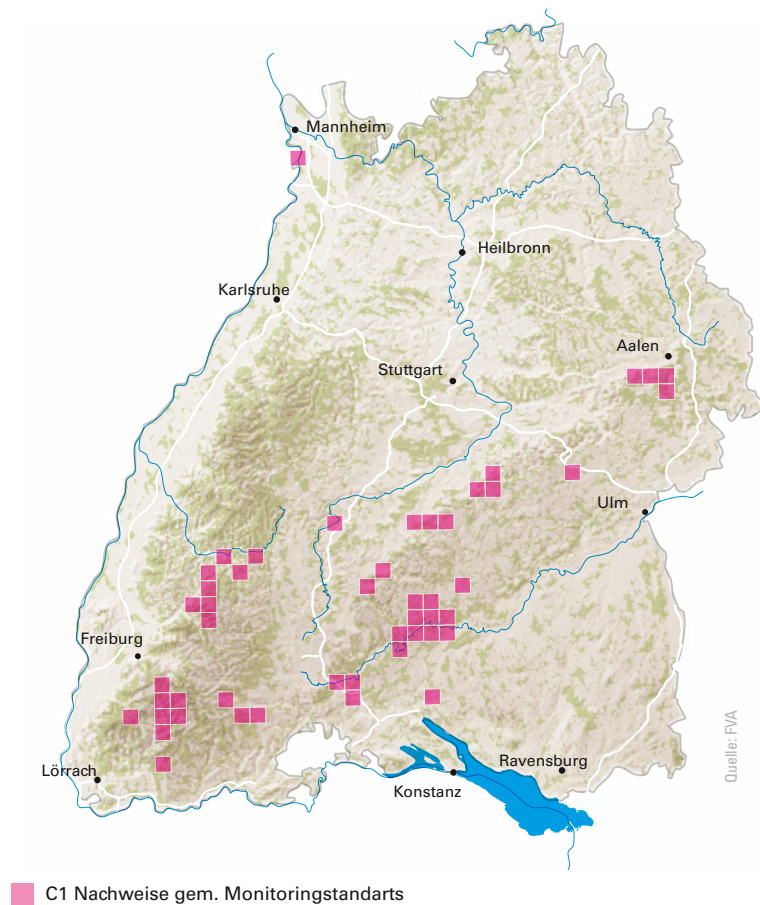 Mannheim
Heilbronn
Karlsruhe
Aalen
Stuttgart
Ulm
Freiburg
Quelle: FVA
Ravensburg
Lörrach
Konstanz
C1 Nachweise gem. Monitoringstandarts